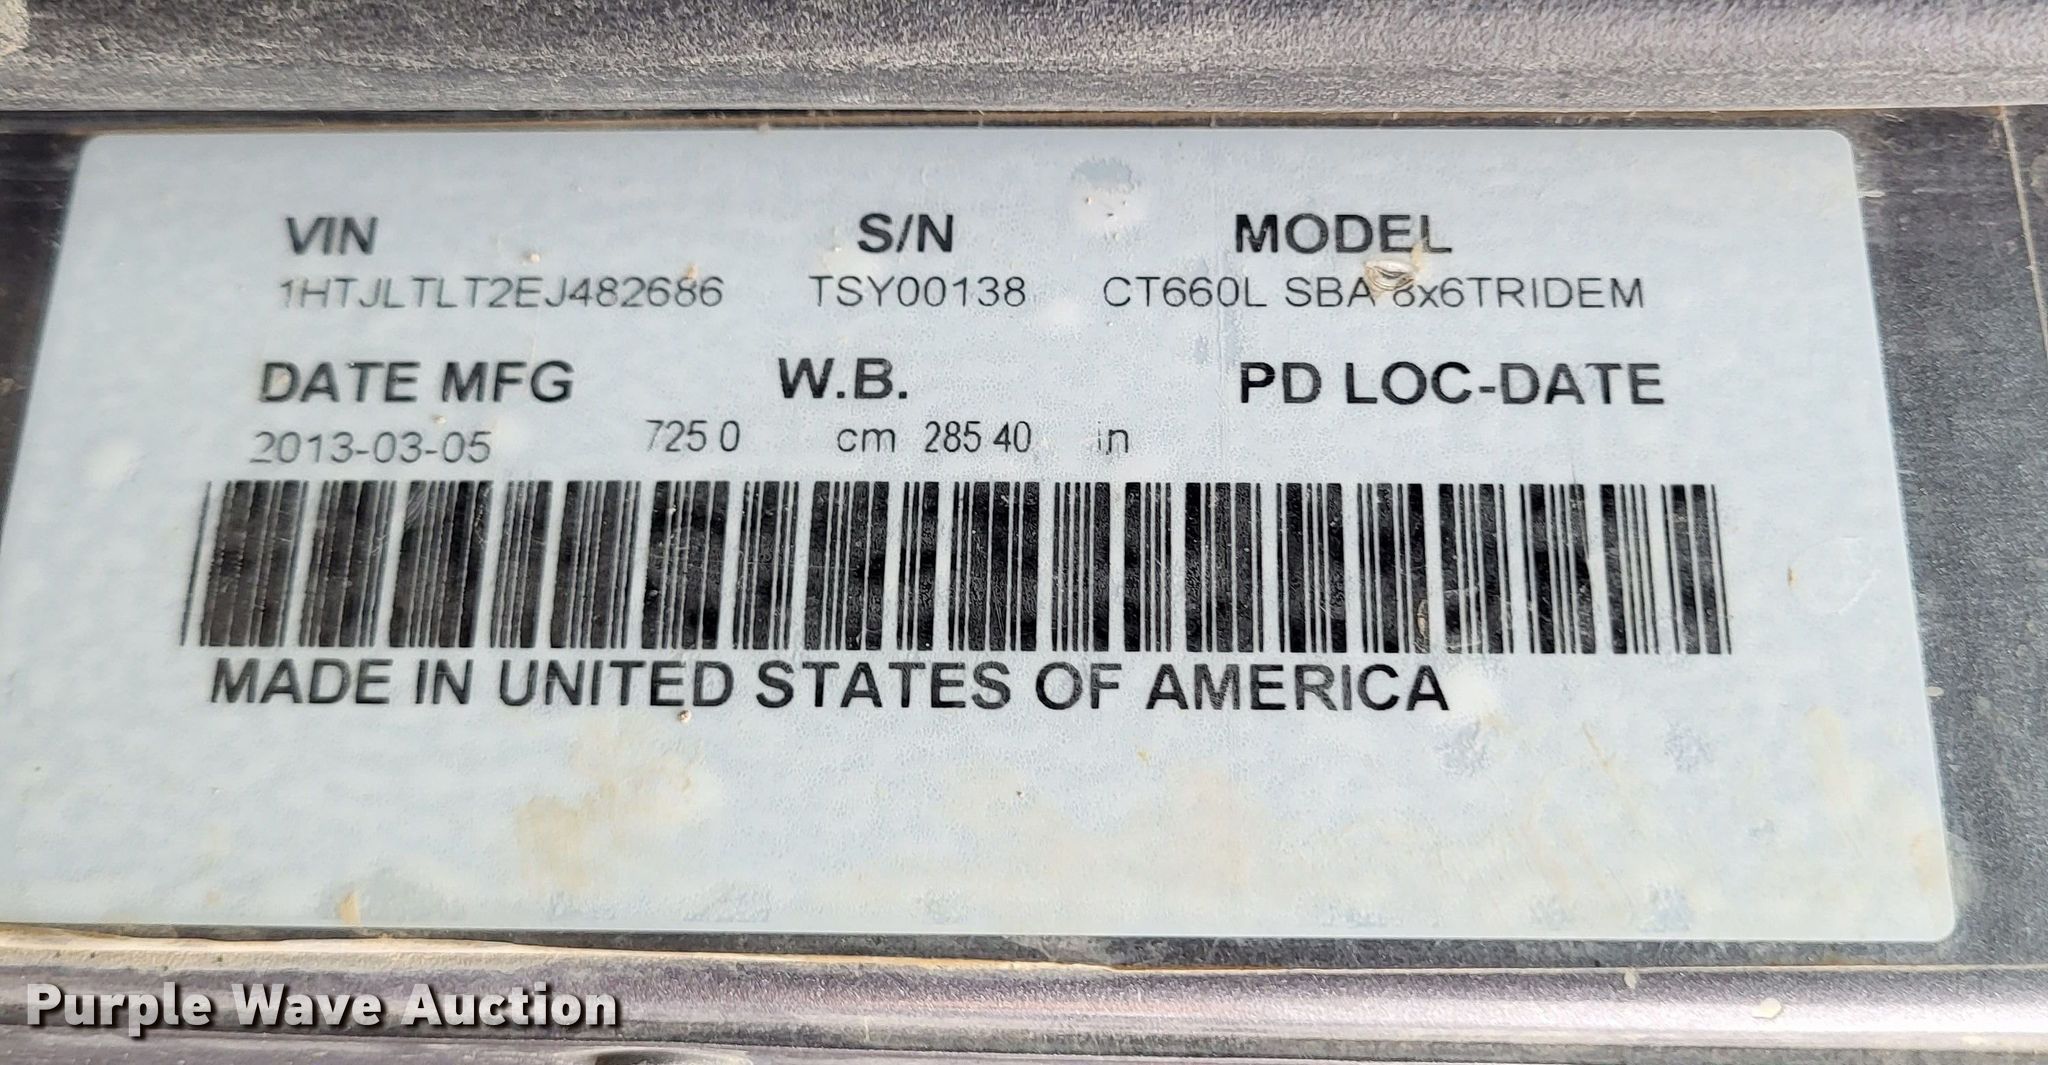 VIN S/N MODEL
1HTJLTLT2EJ482686 TSY00138 CT660L SBA 8x6TRIDEM
DATE MFG W.B. PD LOC-DATE
2013-03-05 725 0 cm 285 40 in
MADE IN UNITED STATES OF AMERICA
Purple Wave Auction